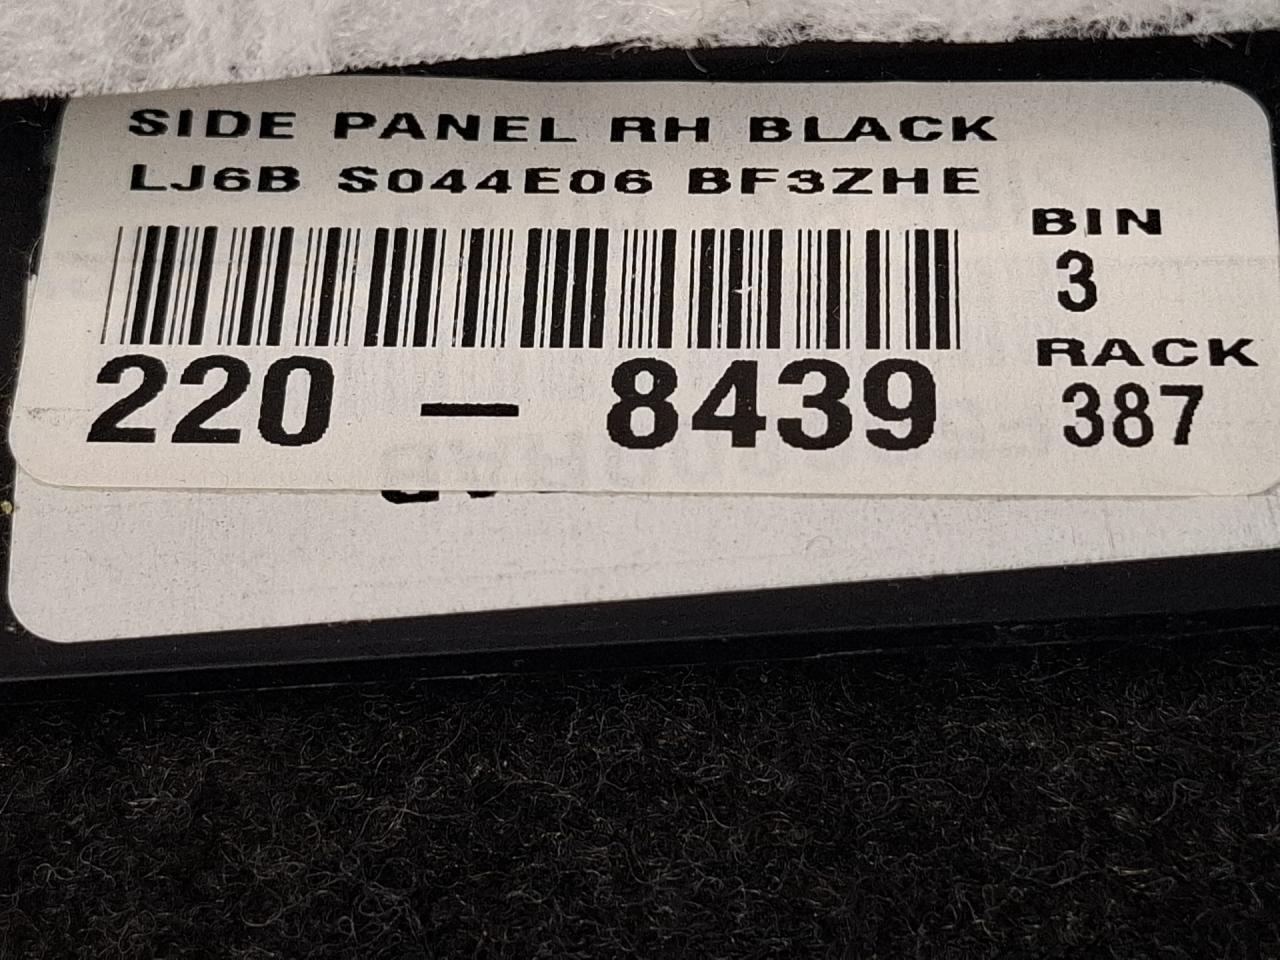 SIDE PANEL RH BLACK
LJ6B S044E06 BF3ZHE
BIN
3
RACK
387
220 - 8439